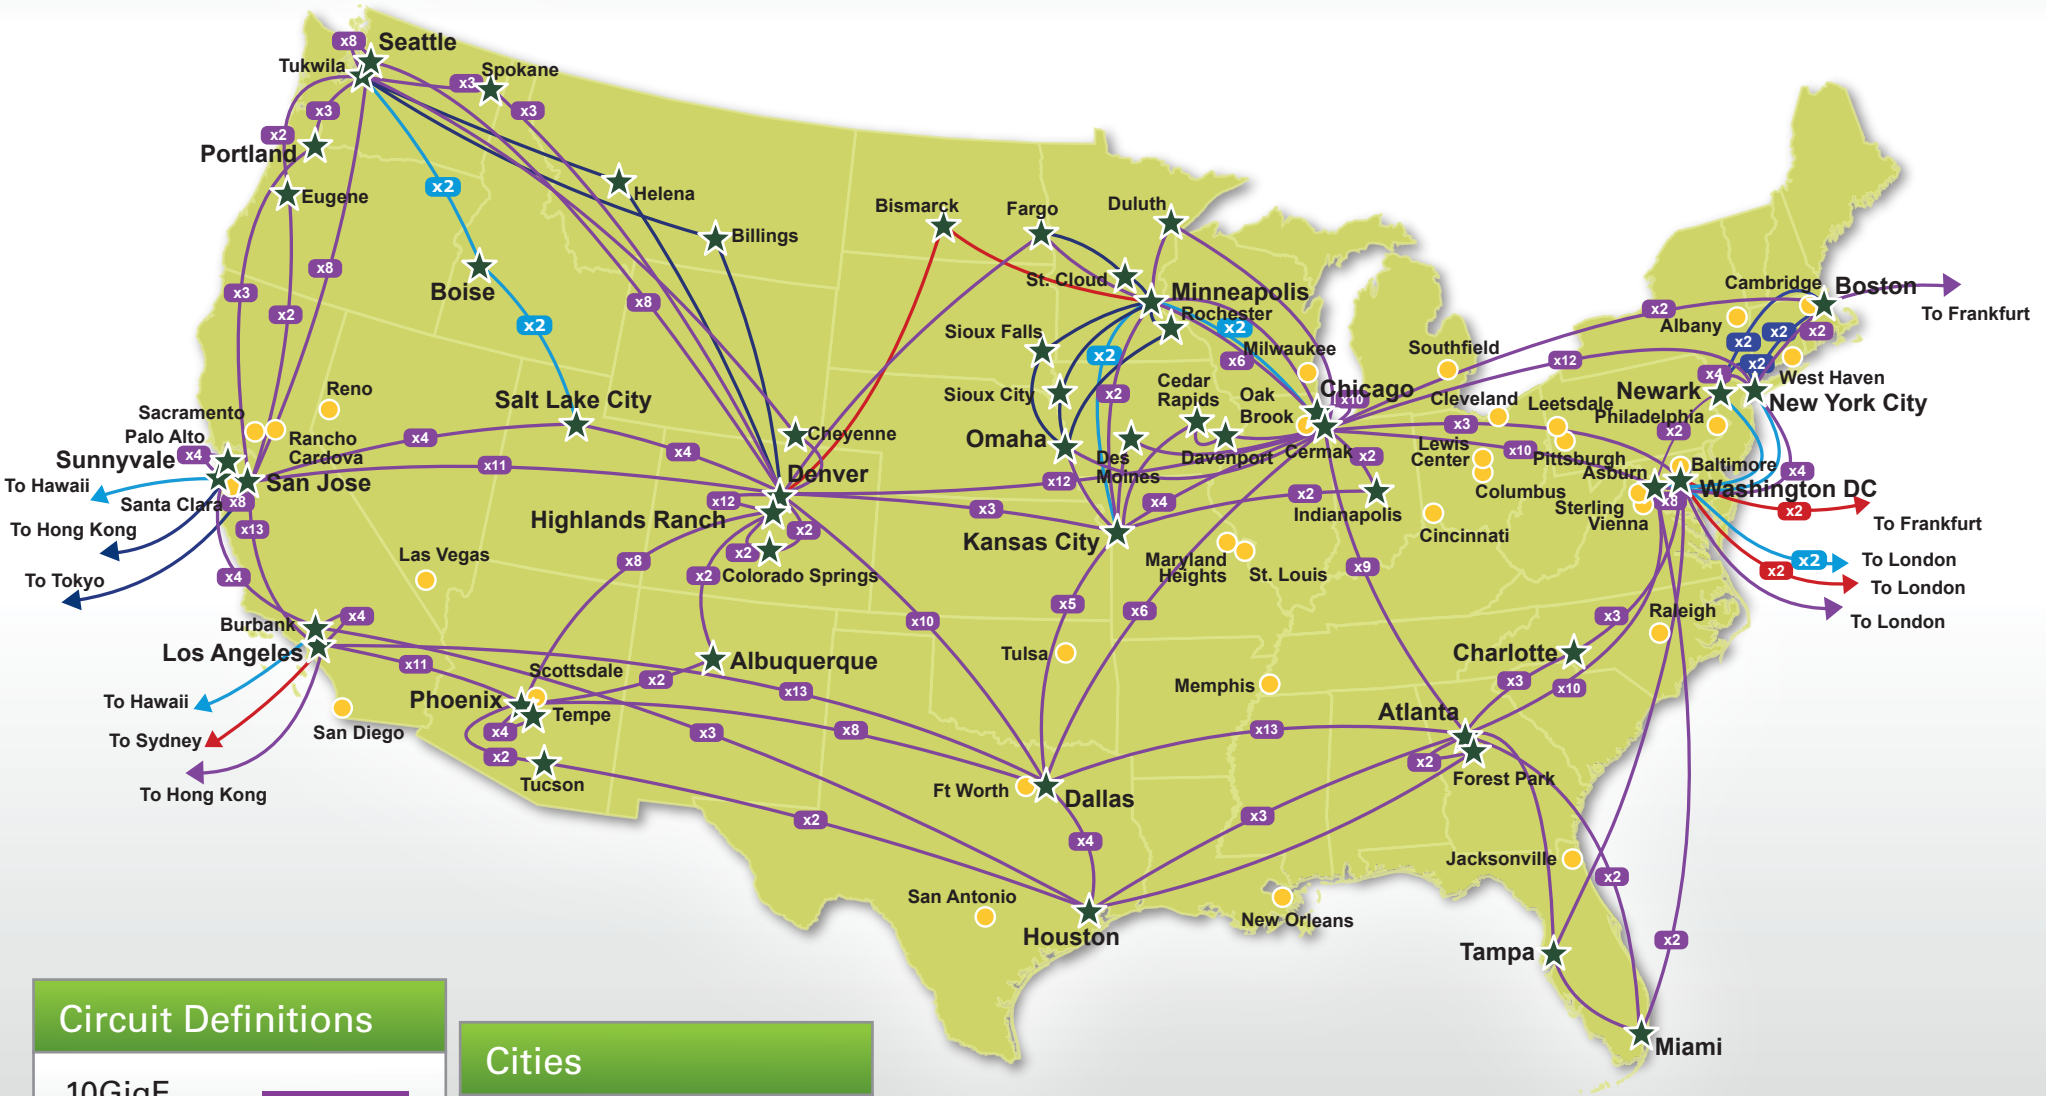 x8
Seattle
Tukwila
x3
Spokane
x3
x3
x2
Portland
x2
Eugene
Helena
Billings
Bismarck
Fargo
Duluth
x8
x3
x2
Boise
x2
x8
St. Cloud
Minneapolis
Rochester
x2
Sioux Falls
x2
x6
Milwaukee
Southfield
Cambridge
Boston
To Frankfurt
x2
Albany
x2
x2
x2
x2
x12
x4
West Haven
Newark
New York City
Reno
Sacramento
Palo Alto
Rancho
Cordova
Sunnyvale
x4
x4
Salt Lake City
x4
Cheyenne
Sioux City
x2
Cedar
Rapids
Oak
Brook
Chicago
x10
Cleveland
Leetsdale
Philadelphia
x2
Omaha
Des
Moines
Davenport
Cermak
x2
x3
Lewis
Center
x10
Pittsburgh
Asburn
Baltimore
x4
To Hawaii
San Jose
x11
Denver
x12
Santa Clara
x8
x12
x3
x4
x2
Columbus
Washington DC
x8
Sterling
Vienna
x2
To Frankfurt
To Hong Kong
x13
Highlands Ranch
x2
Kansas City
Indianapolis
Cincinnati
Las Vegas
x2
x8
x2
Colorado Springs
Maryland
Heights
St. Louis
x9
x2
To London
x2
To London
To London
To Tokyo
x4
Burbank
x4
x10
x5
x6
x3
Raleigh
Los Angeles
x11
Scottsdale
x2
Albuquerque
x13
Tulsa
Charlotte
x3
x10
To Hawaii
Phoenix
Tempe
Memphis
To Sydney
San Diego
x4
x3
x8
x13
Atlanta
x2
x2
Tucson
Forest Park
To Hong Kong
Ft Worth
Dallas
x2
x4
x3
Jacksonville
x2
San Antonio
New Orleans
Houston
x2
Tampa
Miami
Circuit Definitions
Cities
10GigE